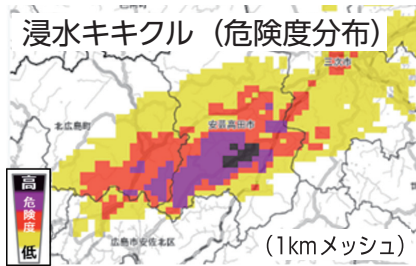 浸水キキクル（危険度分布）
三次市
北広島町
安芸高田市
高
危険度
低
広島市安佐北区
（1kmメッシュ）